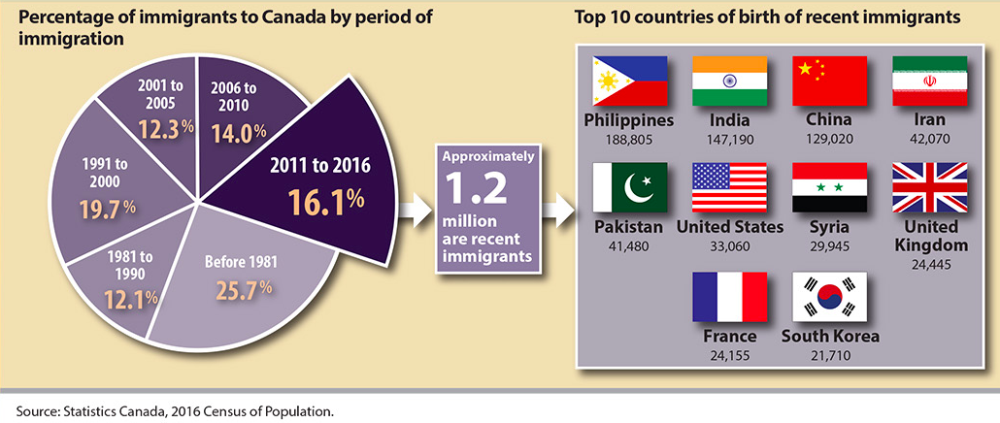 Percentage of immigrants to Canada by period of
immigration
2001 to
2005
12.3%
2006 to
2010
14.0%
1991 to
2000
19.7%
2011 to 2016
16.1%
1981 to
1990
12.1%
Before 1981
25.7%
Approximately
1.2
million
are recent
immigrants
Top 10 countries of birth of recent immigrants
Philippines
188,805
India
147,190
China
129,020
Iran
42,070
Pakistan
41,480
United States
33,060
Syria
29,945
United
Kingdom
24,445
France
24,155
South Korea
21,710
Source: Statistics Canada, 2016 Census of Population.